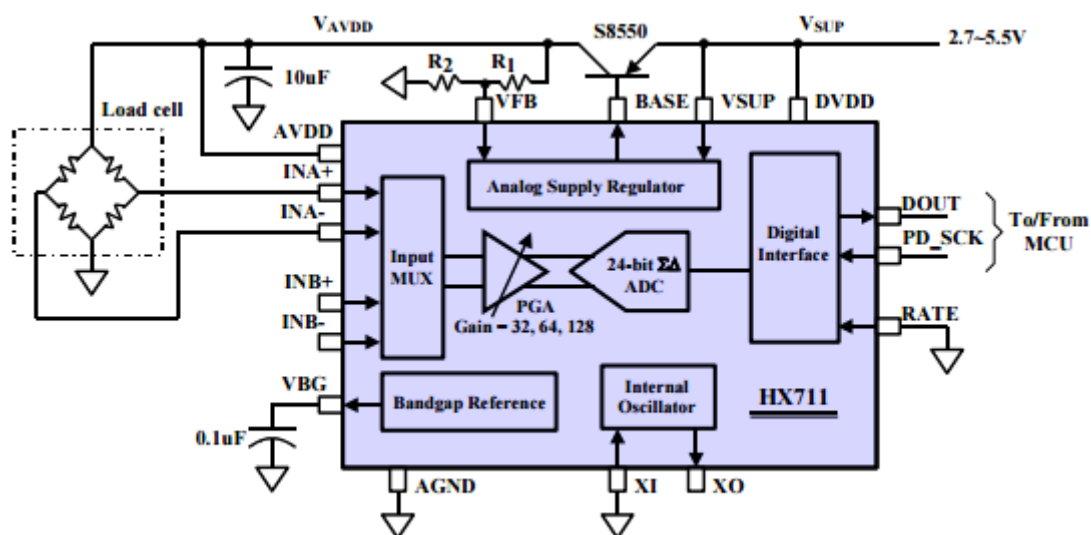 VAVDD
S8550
VSUP
2.7~5.5V
R2
R1
10uF
VFB
BASE
VSUP
DVDD
Load cell
AVDD
INA+
INA-
INB+
INB-
VBG
0.1uF
Analog Supply Regulator
Input
MUX
PGA
Gain = 32, 64, 128
24-bit ΣΔ
ADC
Digital
Interface
DOUT
PD_SCK
To/From
MCU
RATE
Bandgap Reference
Internal
Oscillator
HX711
AGND
XI
XO